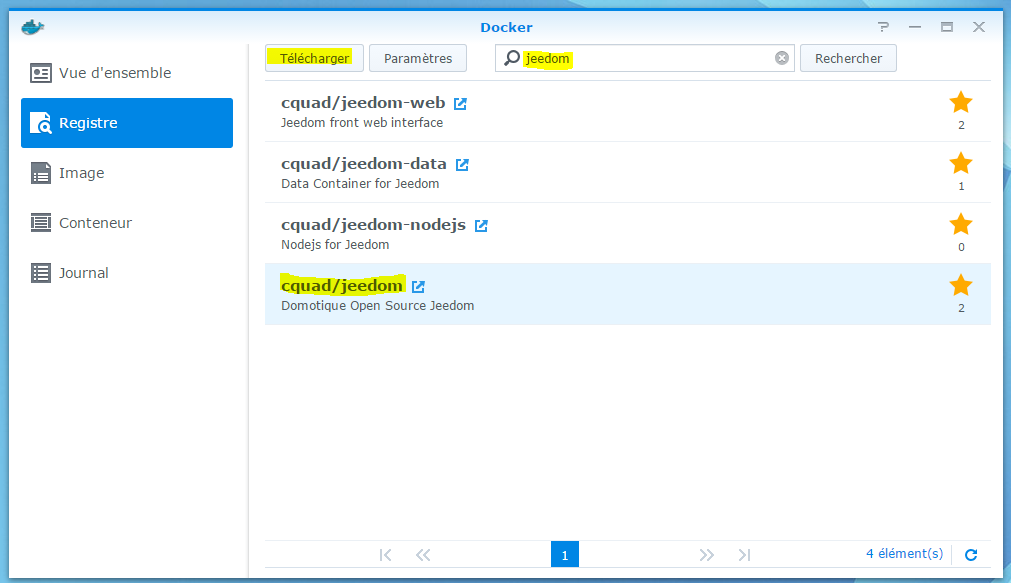 Docker
Vue d'ensemble
Registre
Image
Conteneur
Journal
Télécharger
Paramètres
jeedom
Rechercher
cquad/jeedom-web
Jeedom front web interface
2
cquad/jeedom-data
Data Container for Jeedom
1
cquad/jeedom-nodejs
Nodejs for Jeedom
0
cquad/jeedom
Domotique Open Source Jeedom
2
1
4 élément(s)